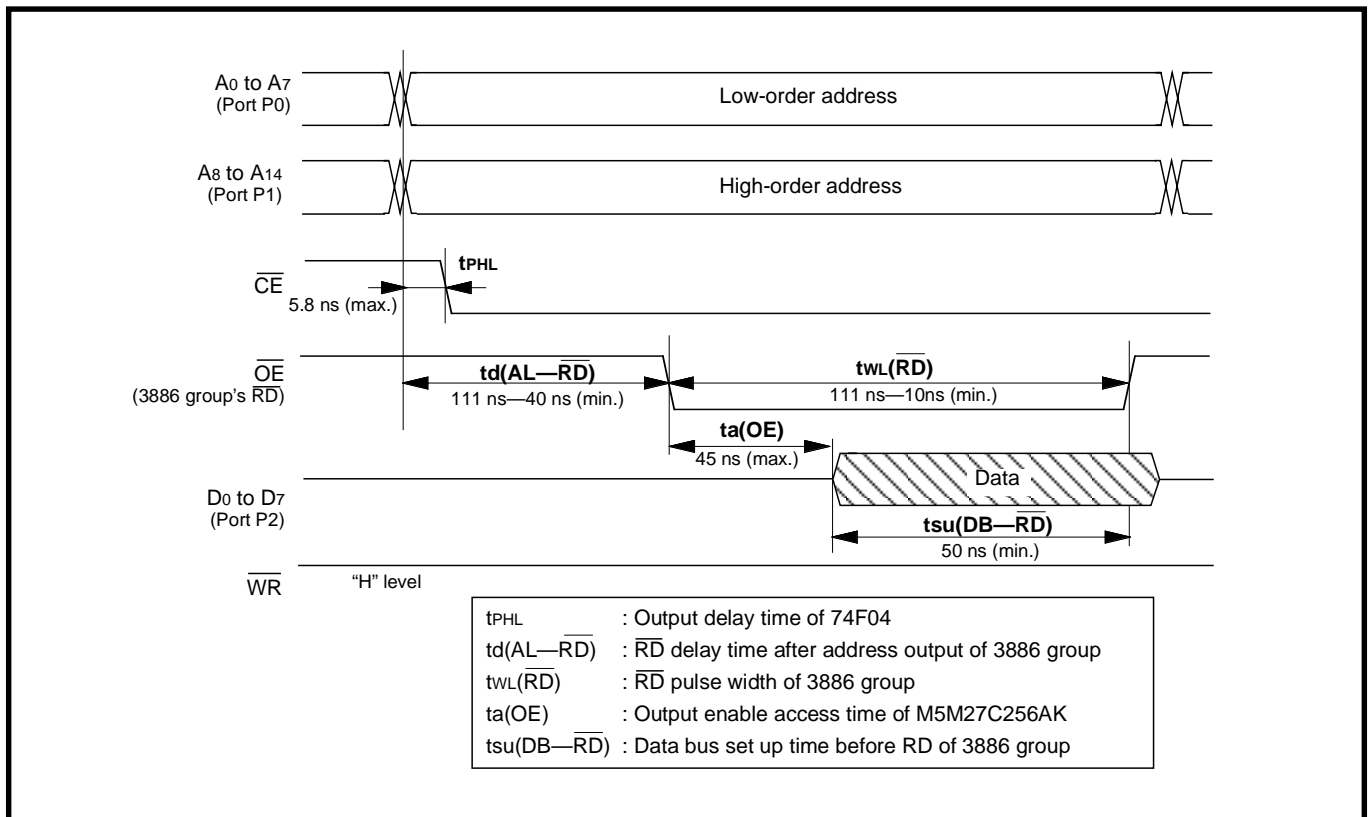 A0 to A7
(Port P0)
Low-order address
A8 to A14
(Port P1)
High-order address
CE
tPHL
5.8 ns (max.)
OE
(3886 group's RD)
td(AL—RD)
111 ns—40 ns (min.)
tWL(RD)
111 ns—10ns (min.)
ta(OE)
45 ns (max.)
D0 to D7
(Port P2)
Data
tsu(DB—RD)
50 ns (min.)
WR
“H” level
tPHL : Output delay time of 74F04
td(AL—RD) : RD delay time after address output of 3886 group
tWL(RD) : RD pulse width of 3886 group
ta(OE) : Output enable access time of M5M27C256AK
tsu(DB—RD) : Data bus set up time before RD of 3886 group